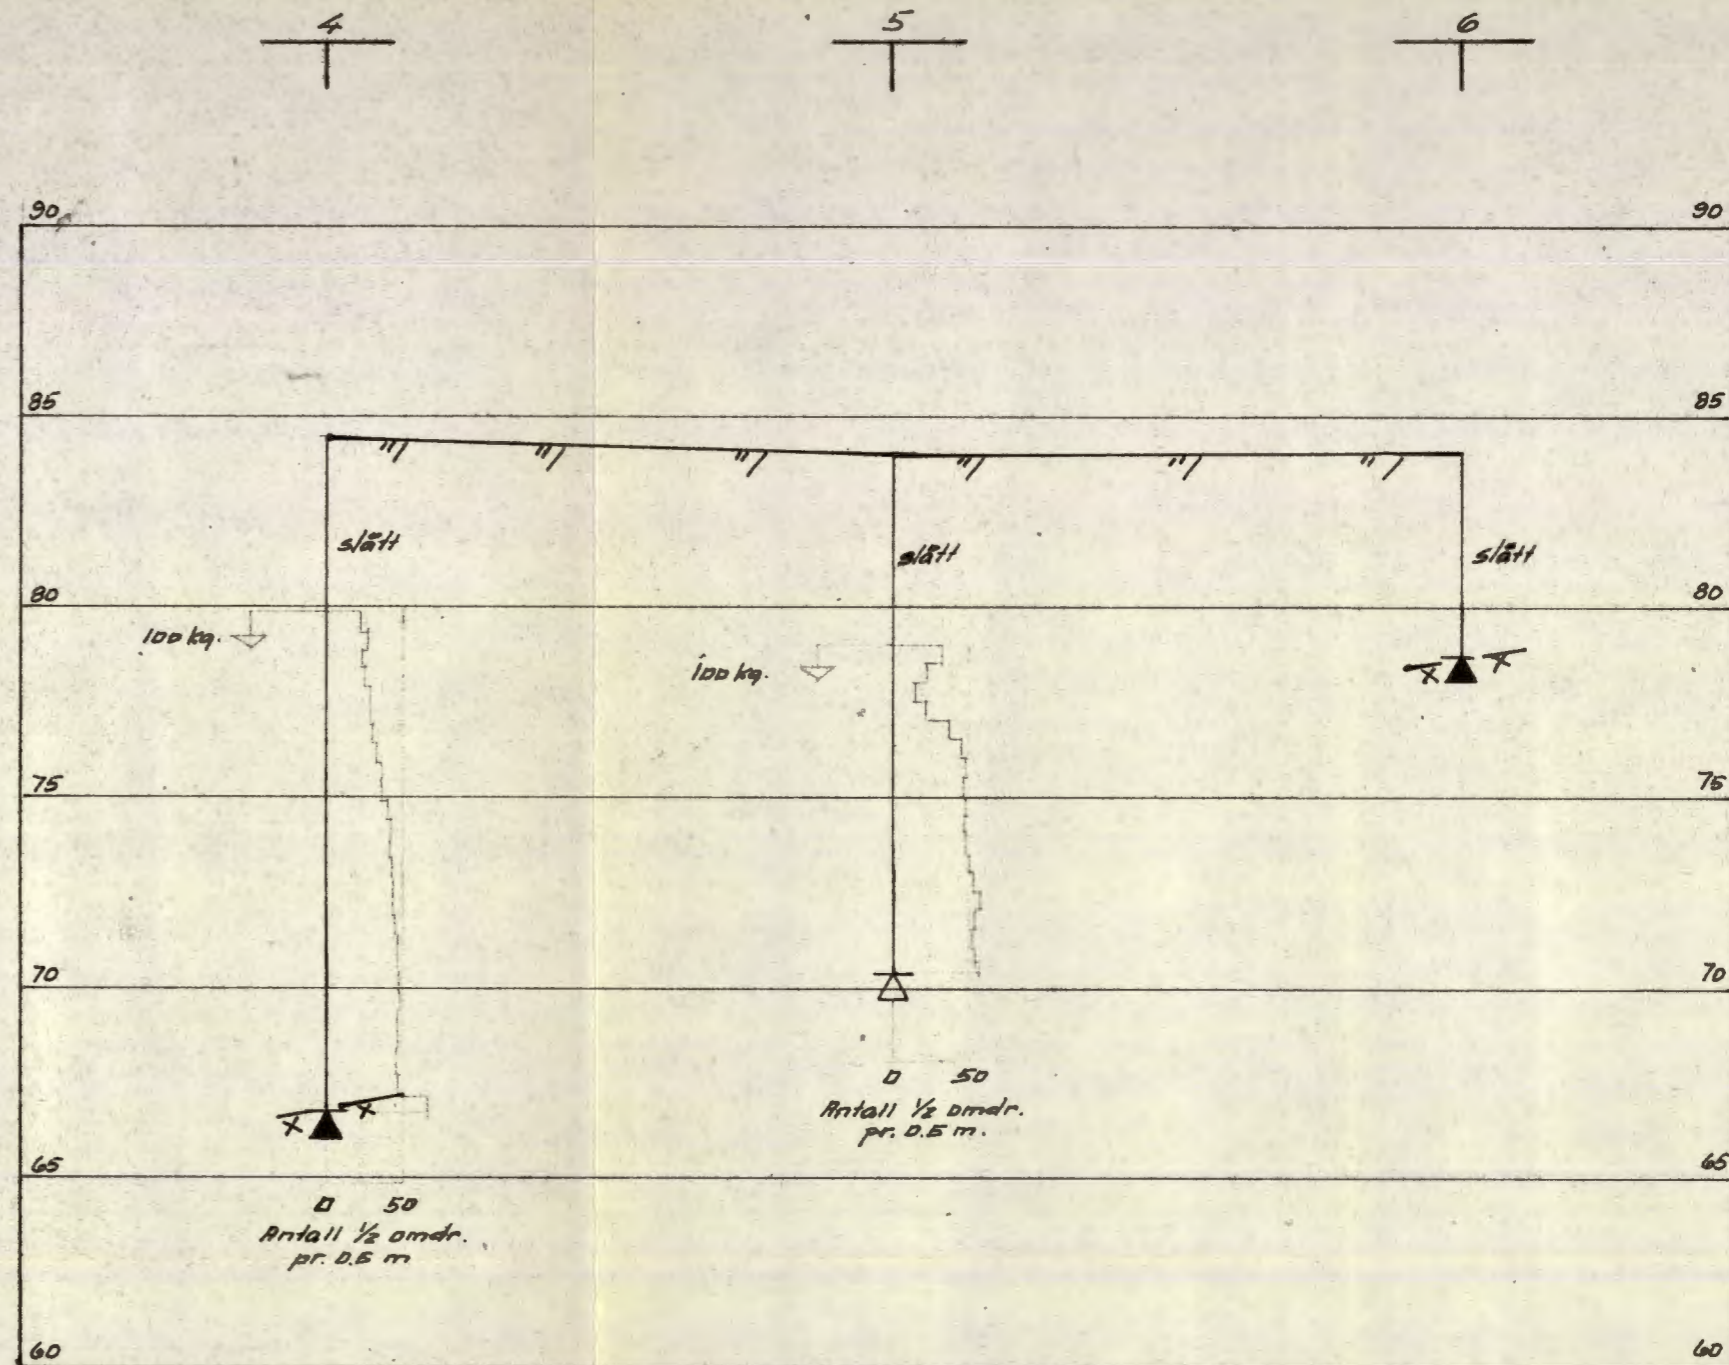 4 5 6
90 90
85 85
slått slått slått
80 80
100 kg. 100 kg.
75 75
70 70
0 50
Antall 1/2 omdr.
pr. 0.5 m.
65 65
0 50
Antall 1/2 omdr.
pr. 0.5 m
60 60